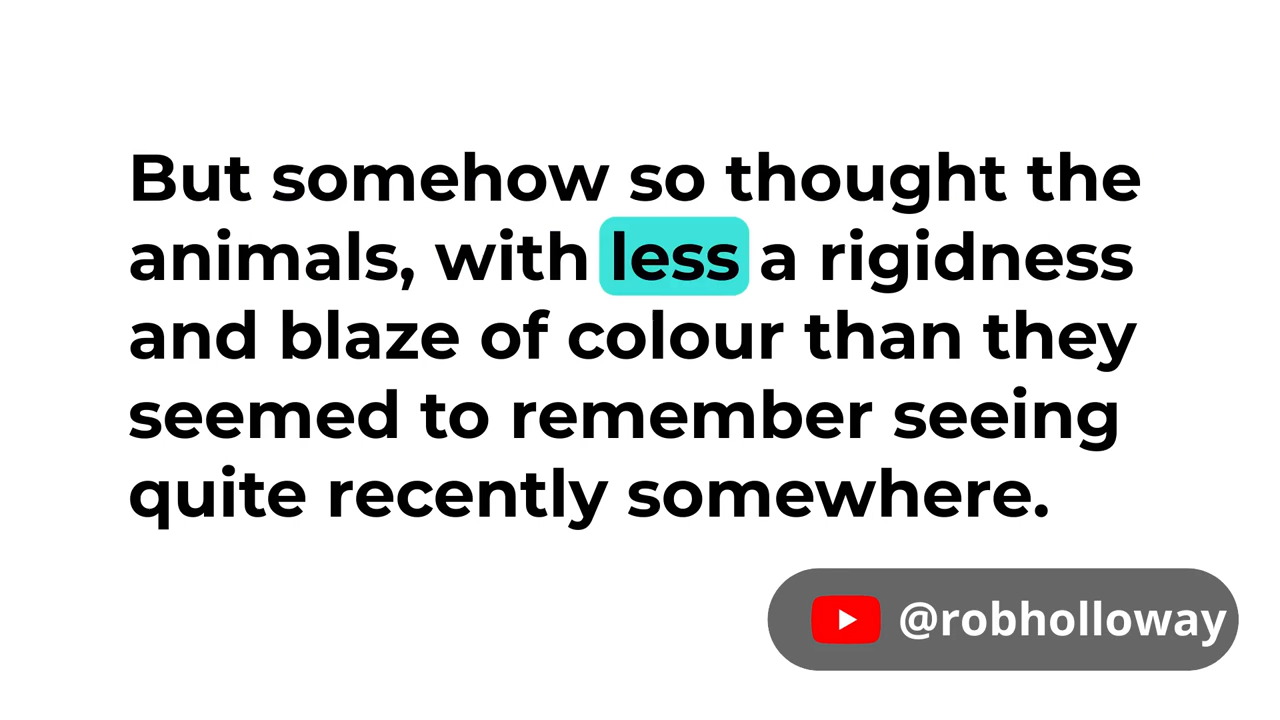 But somehow so thought the
animals, with less a rigidness
and blaze of colour than they
seemed to remember seeing
quite recently somewhere.
@robholloway